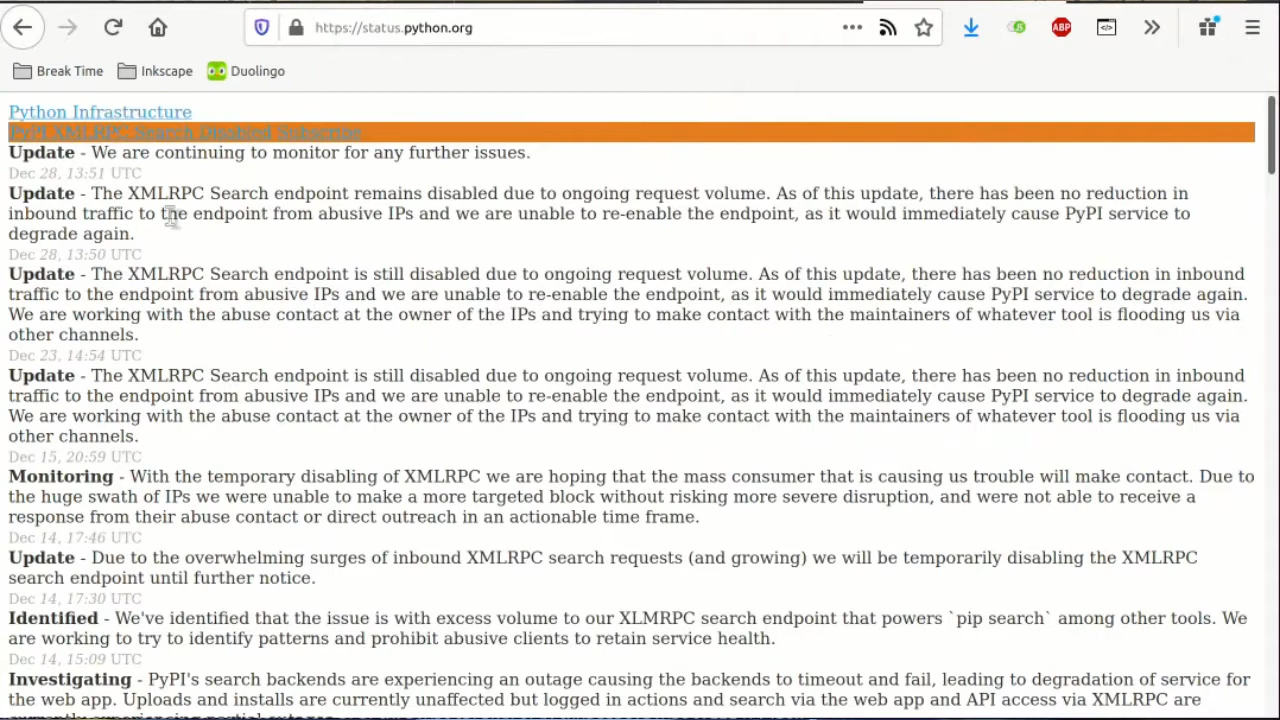 https://status.python.org
ABP
Break Time
Inkscape
Duolingo
Python Infrastructure
PyPI XMLRPC Search Disabled Subscribe
Update - We are continuing to monitor for any further issues.
Dec 28, 13:51 UTC
Update - The XMLRPC Search endpoint remains disabled due to ongoing request volume. As of this update, there has been no reduction in
inbound traffic to the endpoint from abusive IPs and we are unable to re-enable the endpoint, as it would immediately cause PyPI service to
degrade again.
Dec 28, 13:50 UTC
Update - The XMLRPC Search endpoint is still disabled due to ongoing request volume. As of this update, there has been no reduction in inbound
traffic to the endpoint from abusive IPs and we are unable to re-enable the endpoint, as it would immediately cause PyPI service to degrade again.
We are working with the abuse contact at the owner of the IPs and trying to make contact with the maintainers of whatever tool is flooding us via
other channels.
Dec 23, 14:54 UTC
Update - The XMLRPC Search endpoint is still disabled due to ongoing request volume. As of this update, there has been no reduction in inbound
traffic to the endpoint from abusive IPs and we are unable to re-enable the endpoint, as it would immediately cause PyPI service to degrade again.
We are working with the abuse contact at the owner of the IPs and trying to make contact with the maintainers of whatever tool is flooding us via
other channels.
Dec 15, 20:59 UTC
Monitoring - With the temporary disabling of XMLRPC we are hoping that the mass consumer that is causing us trouble will make contact. Due to
the huge swath of IPs we were unable to make a more targeted block without risking more severe disruption, and were not able to receive a
response from their abuse contact or direct outreach in an actionable time frame.
Dec 14, 17:46 UTC
Update - Due to the overwhelming surges of inbound XMLRPC search requests (and growing) we will be temporarily disabling the XMLRPC
search endpoint until further notice.
Dec 14, 17:30 UTC
Identified - We've identified that the issue is with excess volume to our XLMRPC search endpoint that powers `pip search` among other tools. We
are working to try to identify patterns and prohibit abusive clients to retain service health.
Dec 14, 15:09 UTC
Investigating - PyPI's search backends are experiencing an outage causing the backends to timeout and fail, leading to degradation of service for
the web app. Uploads and installs are currently unaffected but logged in actions and search via the web app and API access via XMLRPC are